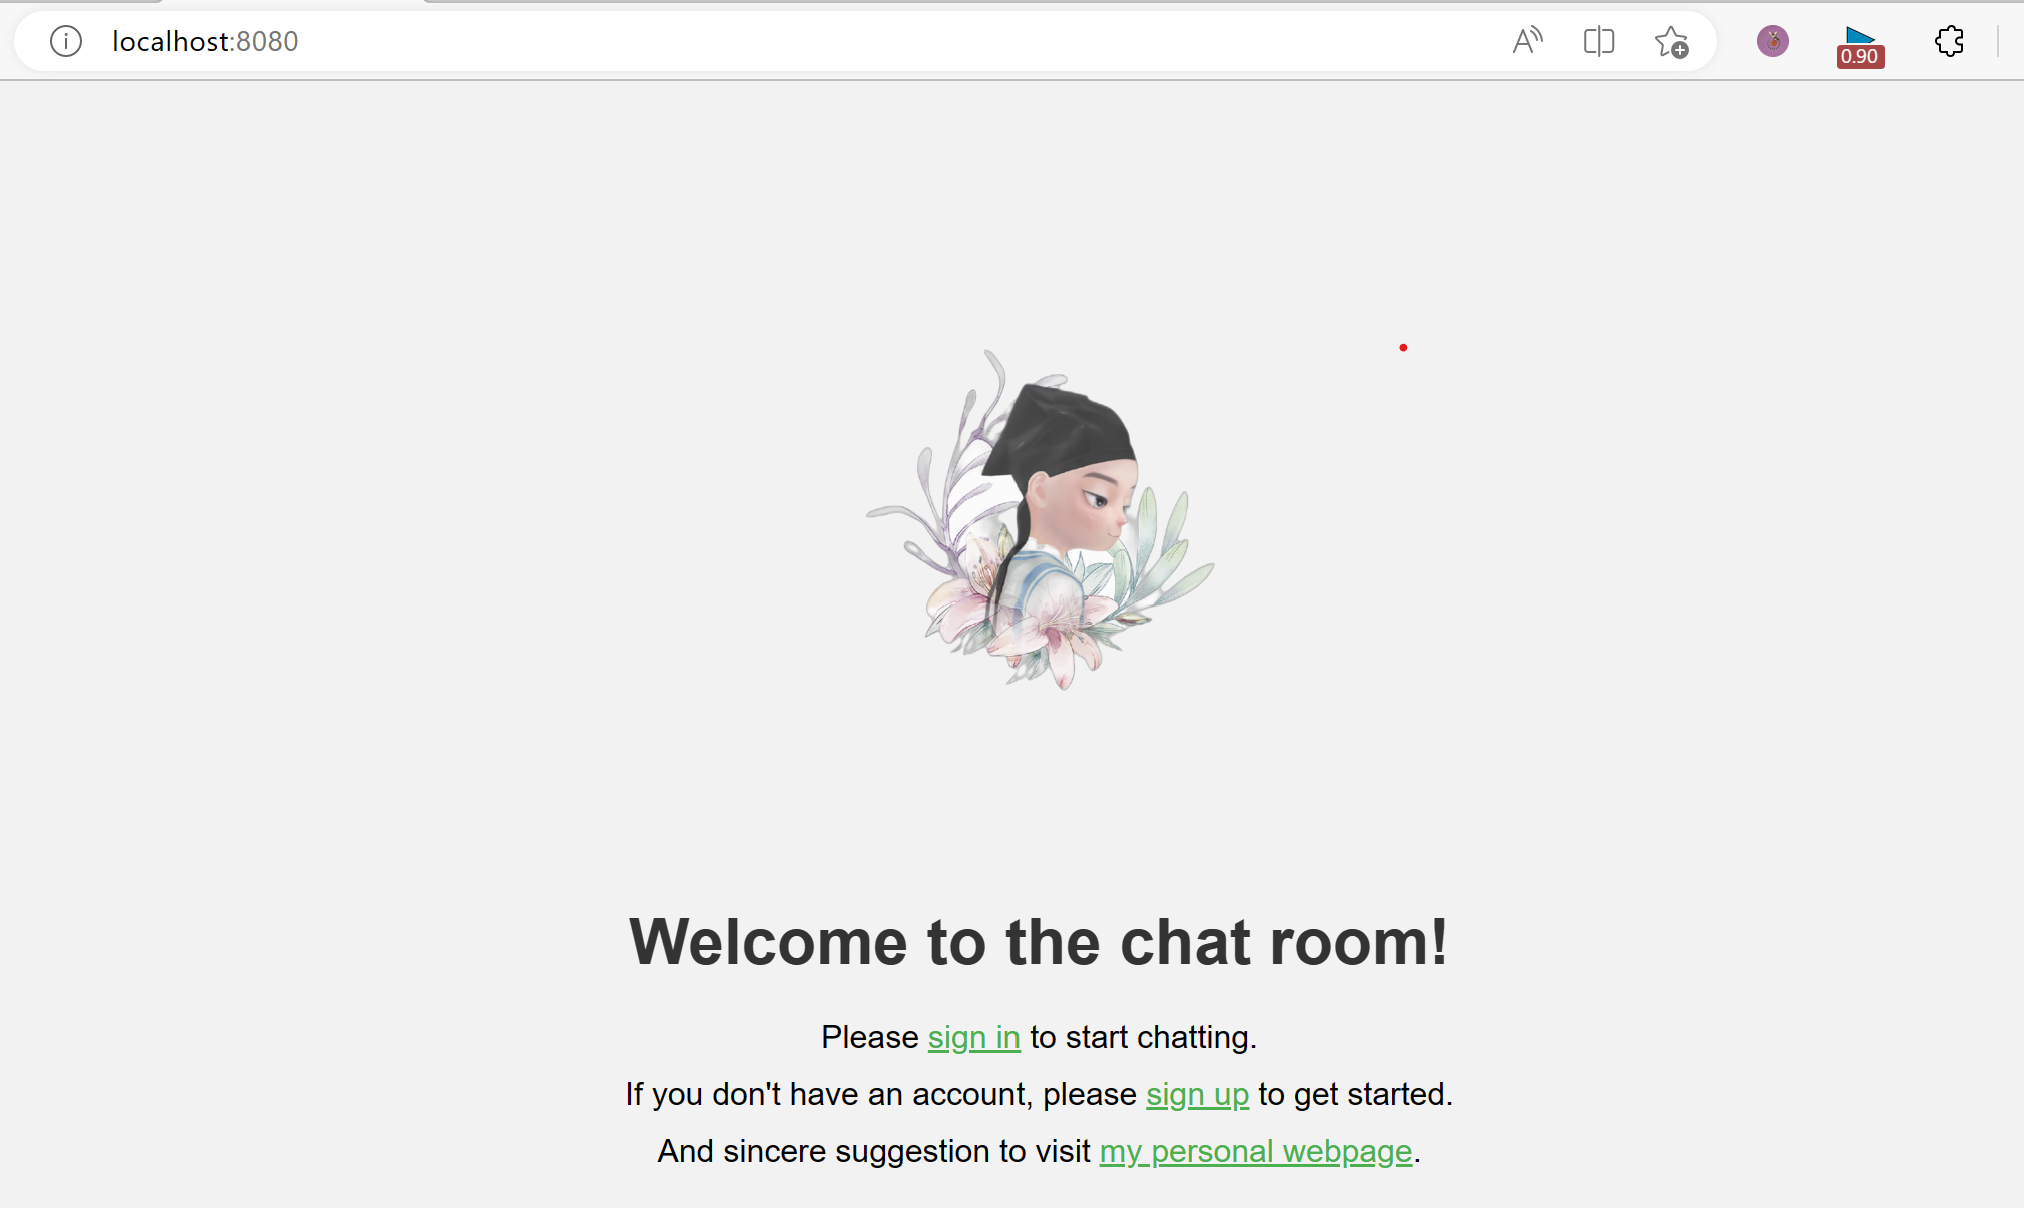 localhost:8080
0.90
Welcome to the chat room!
Please sign in to start chatting.
If you don't have an account, please sign up to get started.
And sincere suggestion to visit my personal webpage.